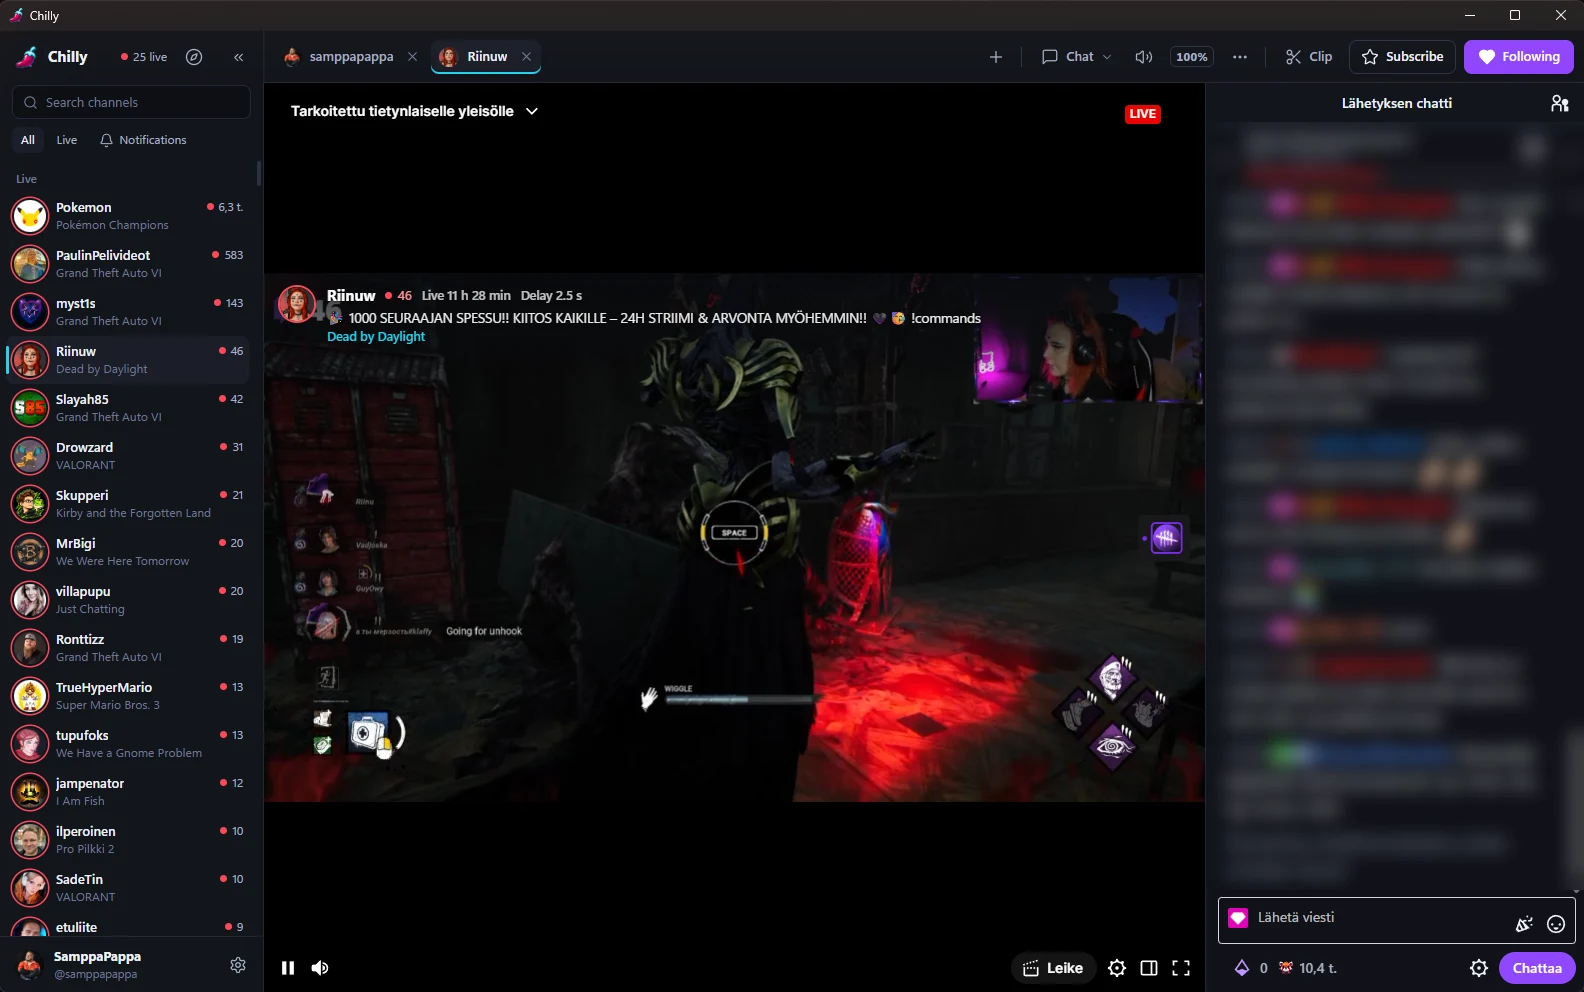 Chilly
Chilly
25 live
samppapappa
Riinuw
Chat
100%
Clip
Subscribe
Following
Search channels
All
Live
Notifications
Live
Pokemon
6,3 t.
Pokémon Champions
PaulinPelivideot
583
Grand Theft Auto VI
myst1s
143
Grand Theft Auto VI
Riinuw
46
Dead by Daylight
Slayah85
42
Grand Theft Auto VI
Drowzard
31
VALORANT
Skupperi
21
Kirby and the Forgotten Land
MrBigi
20
We Were Here Tomorrow
villapupu
20
Just Chatting
Ronttizz
19
Grand Theft Auto VI
TrueHyperMario
13
Super Mario Bros. 3
tupufoks
13
We Have a Gnome Problem
jampenator
12
I Am Fish
ilperoinen
10
Pro Pilkki 2
SadeTin
10
VALORANT
etuliite
9
SamppaPappa
@samppapappa
Tarkoitettu tietynlaiselle yleisölle
LIVE
Riinuw 46 Live 11 h 28 min Delay 2.5 s
1000 SEURAAJAN SPESSU!! KIITOS KAIKILLE – 24H STRIIMI & ARVONTA MYÖHEMMIN!! !commands
Dead by Daylight
SPACE
Riinu
Vadjoska
GuyOwy
Going for unhook
WIGGLE
Leike
Lähetyksen chatti
Lähetä viesti
0
10,4 t.
Chattaa